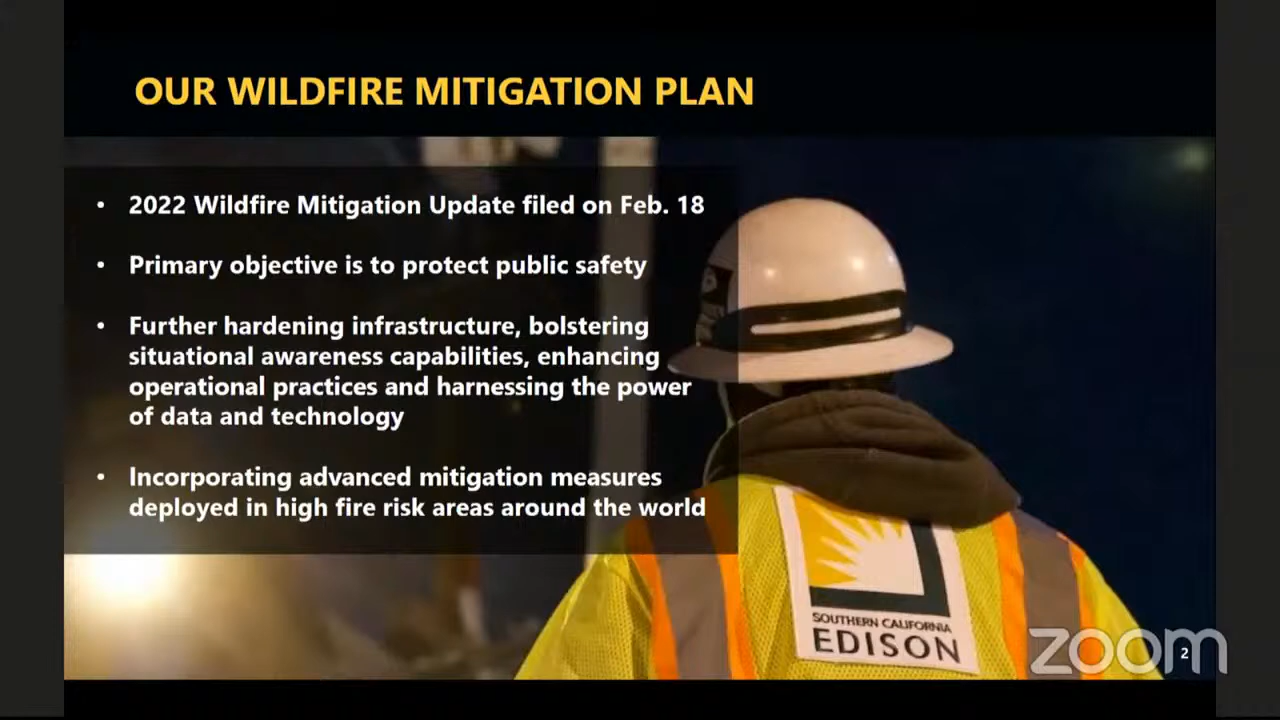 OUR WILDFIRE MITIGATION PLAN
• 2022 Wildfire Mitigation Update filed on Feb. 18
• Primary objective is to protect public safety
• Further hardening infrastructure, bolstering
situational awareness capabilities, enhancing
operational practices and harnessing the power
of data and technology
• Incorporating advanced mitigation measures
deployed in high fire risk areas around the world
SOUTHERN CALIFORNIA
EDISON
zoom
2